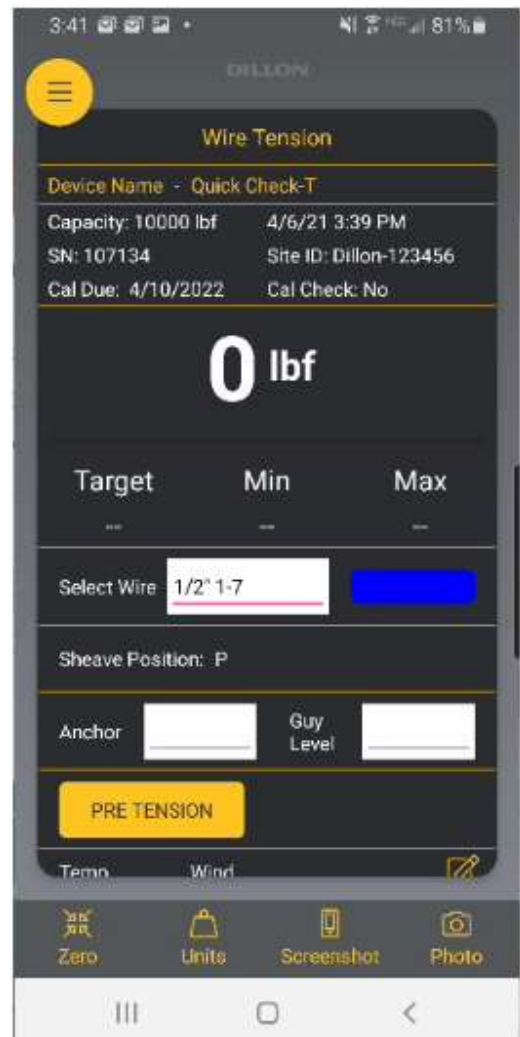 3:41 81%
DILLON
Wire Tension
Device Name - Quick Check-T
Capacity: 10000 lbf 4/6/21 3:39 PM
SN: 107134 Site ID: Dillon-123456
Cal Due: 4/10/2022 Cal Check: No
0 lbf
Target Min Max
-- -- --
Select Wire 1/2" 1-7
Sheave Position: P
Anchor Guy Level
PRE TENSION
Temp Wind
Zero Units Screenshot Photo